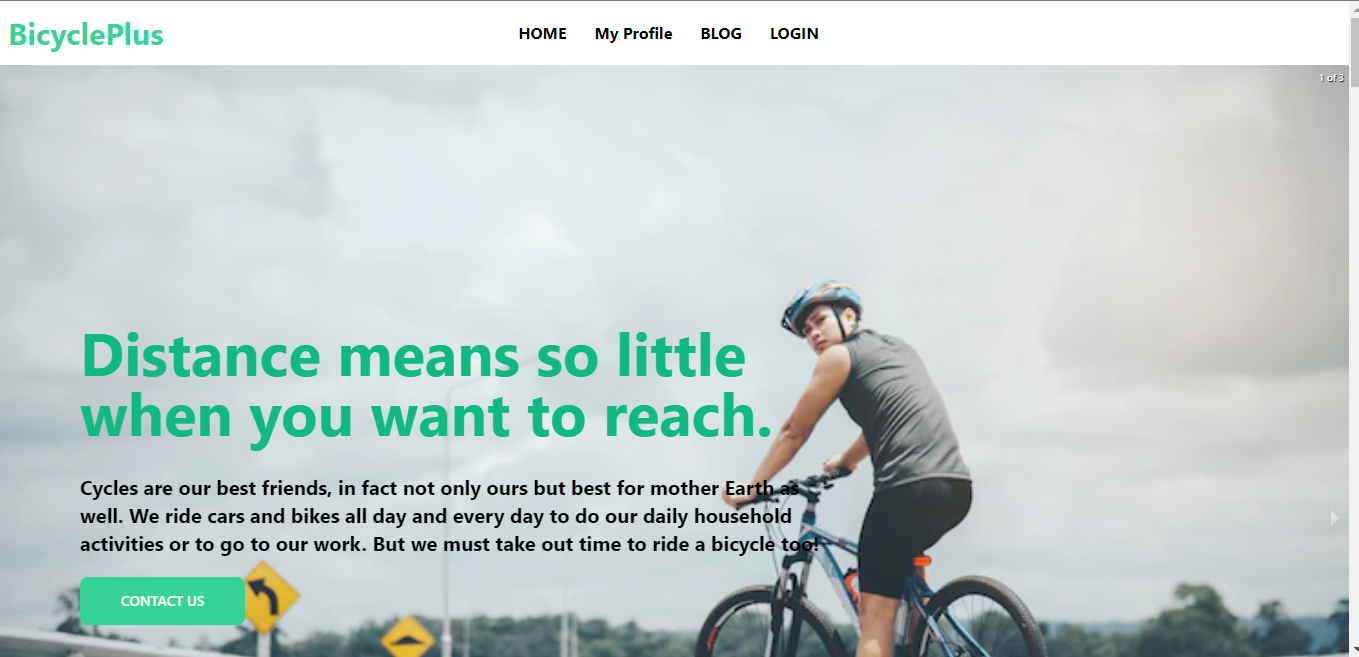 BicyclePlus
HOME My Profile BLOG LOGIN
1 of 3
Distance means so little
when you want to reach.
Cycles are our best friends, in fact not only ours but best for mother Earth as
well. We ride cars and bikes all day and every day to do our daily household
activities or to go to our work. But we must take out time to ride a bicycle too!
CONTACT US